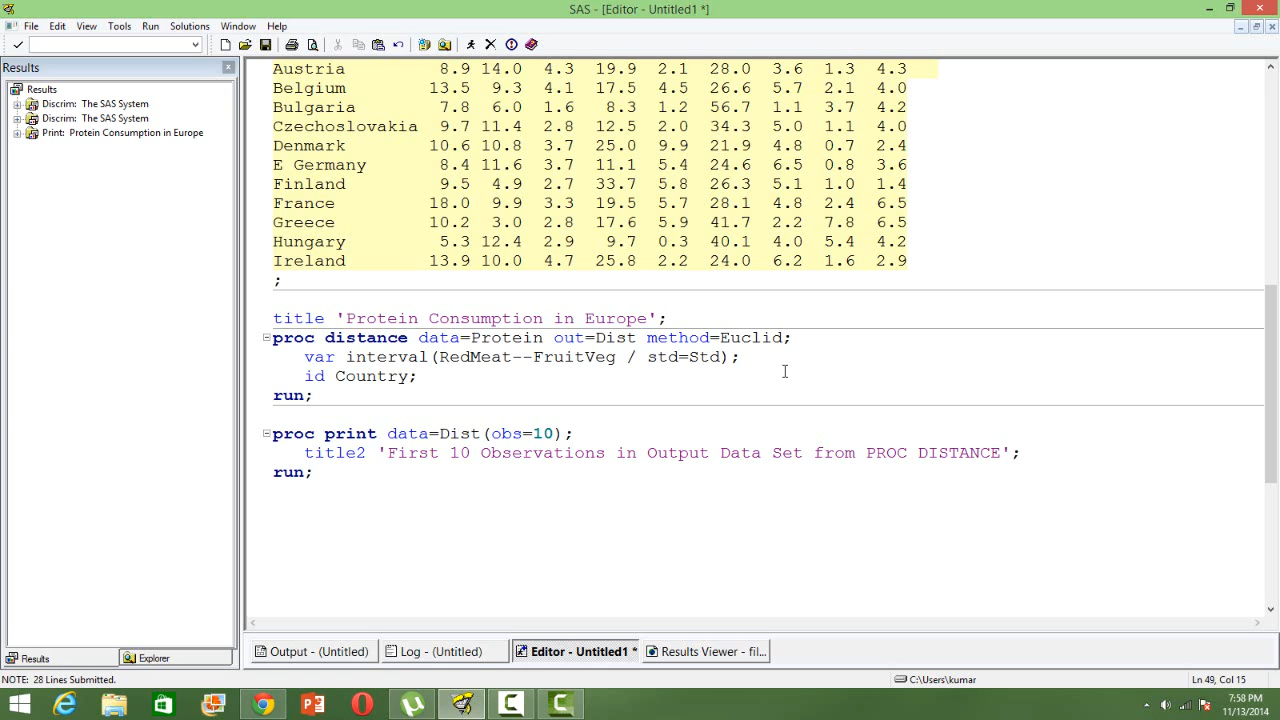 SAS - [Editor - Untitled1 *]
File Edit View Tools Run Solutions Window Help
Results
Results
Discrim: The SAS System
Discrim: The SAS System
Print: Protein Consumption in Europe
Austria 8.9 14.0 4.3 19.9 2.1 28.0 3.6 1.3 4.3
Belgium 13.5 9.3 4.1 17.5 4.5 26.6 5.7 2.1 4.0
Bulgaria 7.8 6.0 1.6 8.3 1.2 56.7 1.1 3.7 4.2
Czechoslovakia 9.7 11.4 2.8 12.5 2.0 34.3 5.0 1.1 4.0
Denmark 10.6 10.8 3.7 25.0 9.9 21.9 4.8 0.7 2.4
E Germany 8.4 11.6 3.7 11.1 5.4 24.6 6.5 0.8 3.6
Finland 9.5 4.9 2.7 33.7 5.8 26.3 5.1 1.0 1.4
France 18.0 9.9 3.3 19.5 5.7 28.1 4.8 2.4 6.5
Greece 10.2 3.0 2.8 17.6 5.9 41.7 2.2 7.8 6.5
Hungary 5.3 12.4 2.9 9.7 0.3 40.1 4.0 5.4 4.2
Ireland 13.9 10.0 4.7 25.8 2.2 24.0 6.2 1.6 2.9
;
title 'Protein Consumption in Europe';
proc distance data=Protein out=Dist method=Euclid;
var interval(RedMeat--FruitVeg / std=Std);
id Country;
run;
proc print data=Dist(obs=10);
title2 'First 10 Observations in Output Data Set from PROC DISTANCE';
run;
Results Explorer
Output - (Untitled) Log - (Untitled) Editor - Untitled1 * Results Viewer - fil...
NOTE: 28 Lines Submitted. C:\Users\kumar Ln 49, Col 15
7:58 PM
11/13/2014